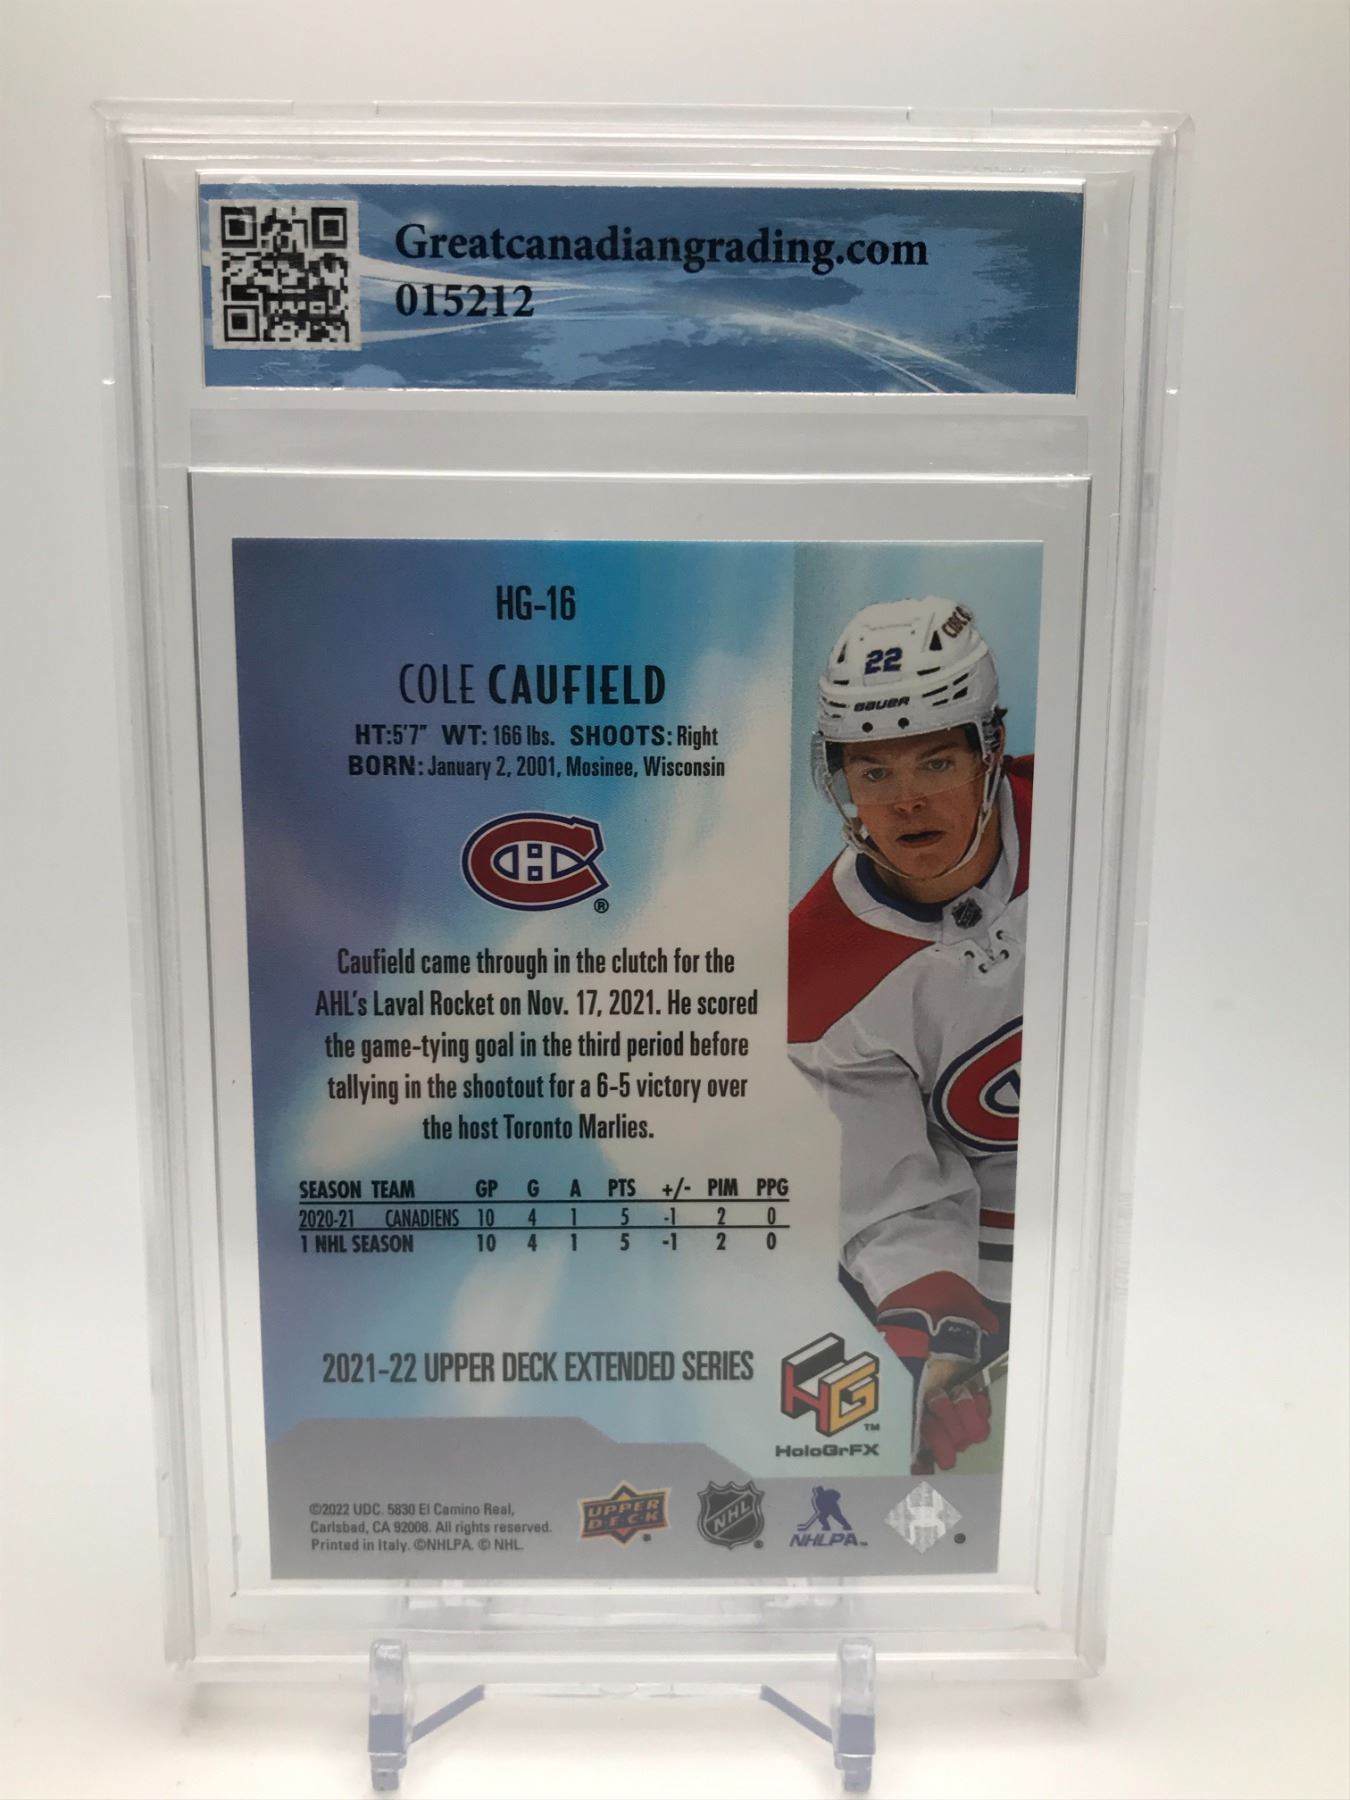 Greatcanadiangrading.com
015212
HG-16
COLE CAUFIELD
HT:5'7" WT: 166 lbs. SHOOTS: Right
BORN: January 2, 2001, Mosinee, Wisconsin
®
22
BAUER
Caufield came through in the clutch for the
AHL's Laval Rocket on Nov. 17, 2021. He scored
the game-tying goal in the third period before
tallying in the shootout for a 6-5 victory over
the host Toronto Marlies.
SEASON TEAM GP G A PTS +/- PIM PPG
2020-21 CANADIENS 10 4 1 5 -1 2 0
1 NHL SEASON 10 4 1 5 -1 2 0
2021-22 UPPER DECK EXTENDED SERIES
HG™
HoloGrFX
©2022 UDC. 5830 El Camino Real,
Carlsbad, CA 92008. All rights reserved.
Printed in Italy. ©NHLPA. © NHL.
UPPER
DECK
NHL
NHLPA™